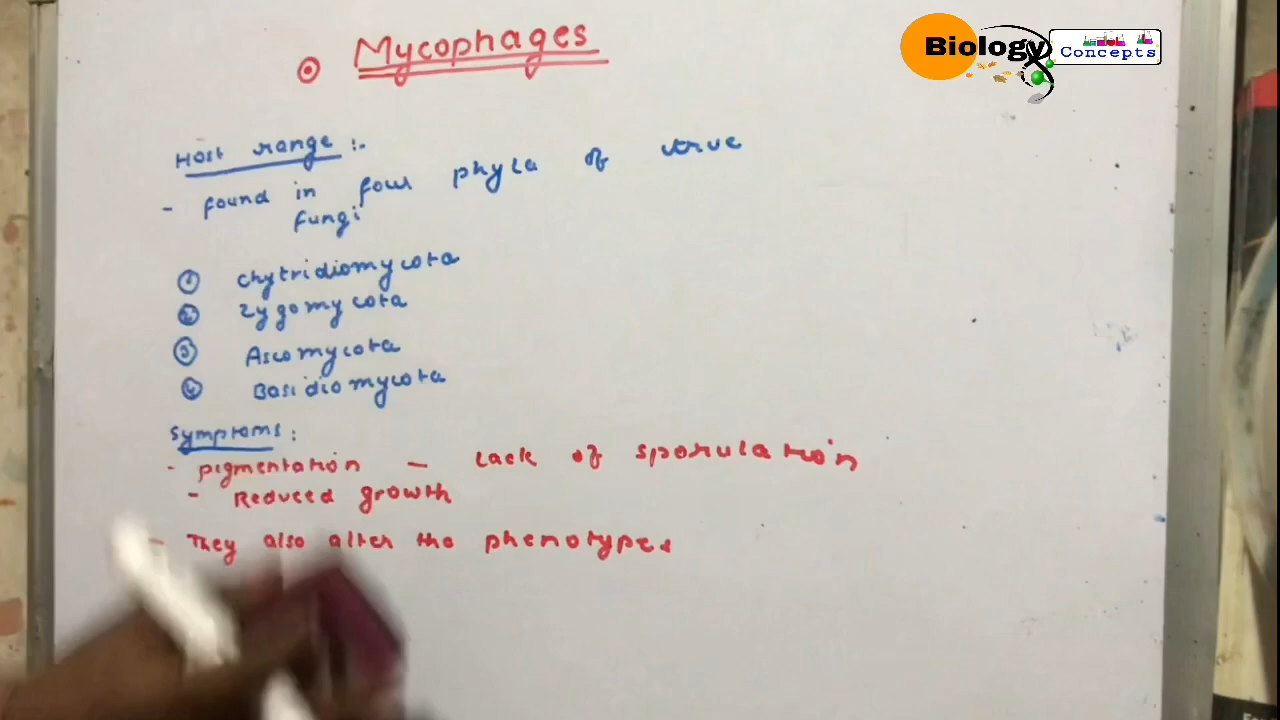 Mycophages
Biology
Concepts
Host range :-
- found in four phyla of true
fungi
① Chytridiomycota
② Zygomycota
③ Ascomycota
④ Basidiomycota
Symptoms :
- pigmentation - Lack of sporulation
- Reduced growth
- They also alter the phenotypes